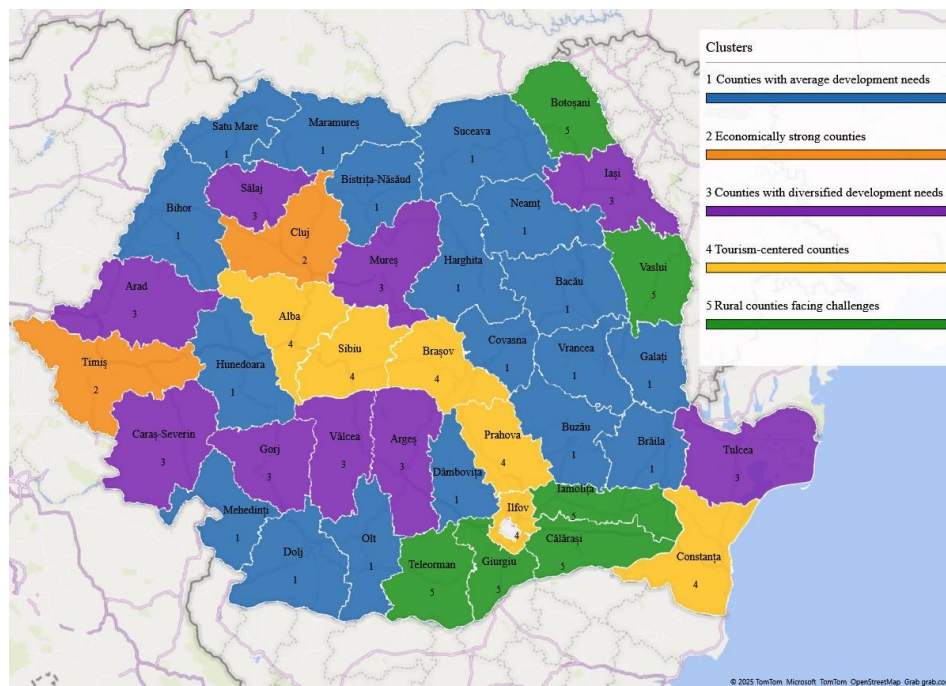 Clusters
1 Counties with average development needs
2 Economically strong counties
3 Counties with diversified development needs
4 Tourism-centered counties
5 Rural counties facing challenges
Botoșani
5
Satu Mare
1
Maramureș
1
Suceava
1
Iași
3
Sălaj
3
Bistrița-Năsăud
1
Bihor
1
Neamț
1
Cluj
2
Mureș
3
Harghita
1
Vaslui
5
Bacău
1
Arad
3
Alba
4
Sibiu
4
Brașov
4
Covasna
1
Vrancea
1
Galați
1
Timiș
2
Hunedoara
1
Caraș-Severin
3
Gorj
3
Vâlcea
3
Argeș
3
Prahova
4
Buzău
1
Brăila
1
Tulcea
3
Dâmbovița
1
Mehedinți
1
Ialomița
5
Ilfov
4
Dolj
1
Olt
1
Teleorman
5
Giurgiu
5
Călărași
5
Constanța
4
© 2025 TomTom Microsoft TomTom OpenStreetMap Grab grab.co